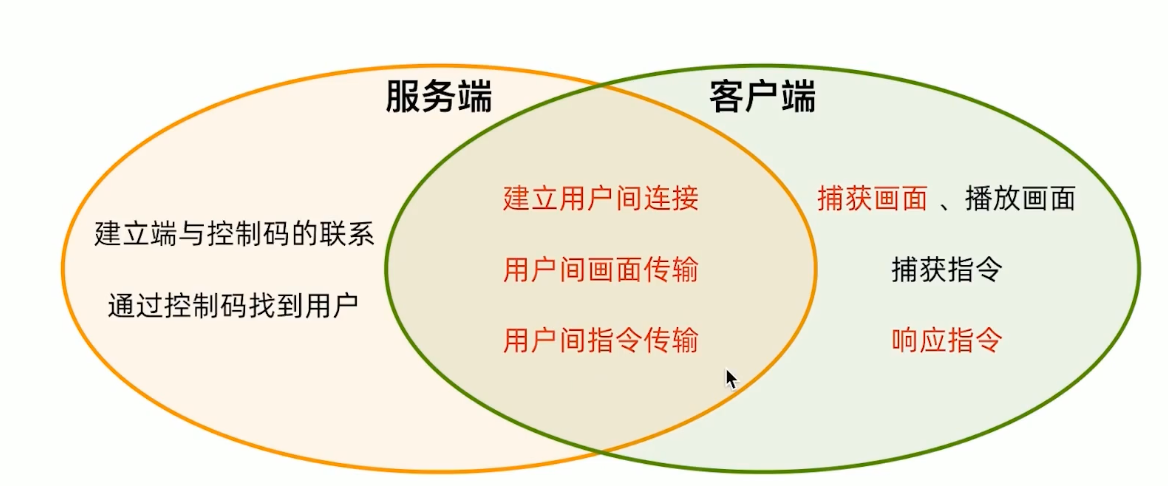 服务端
客户端
建立端与控制码的联系
通过控制码找到用户
建立用户间连接
用户间画面传输
用户间指令传输
捕获画面 、播放画面
捕获指令
响应指令